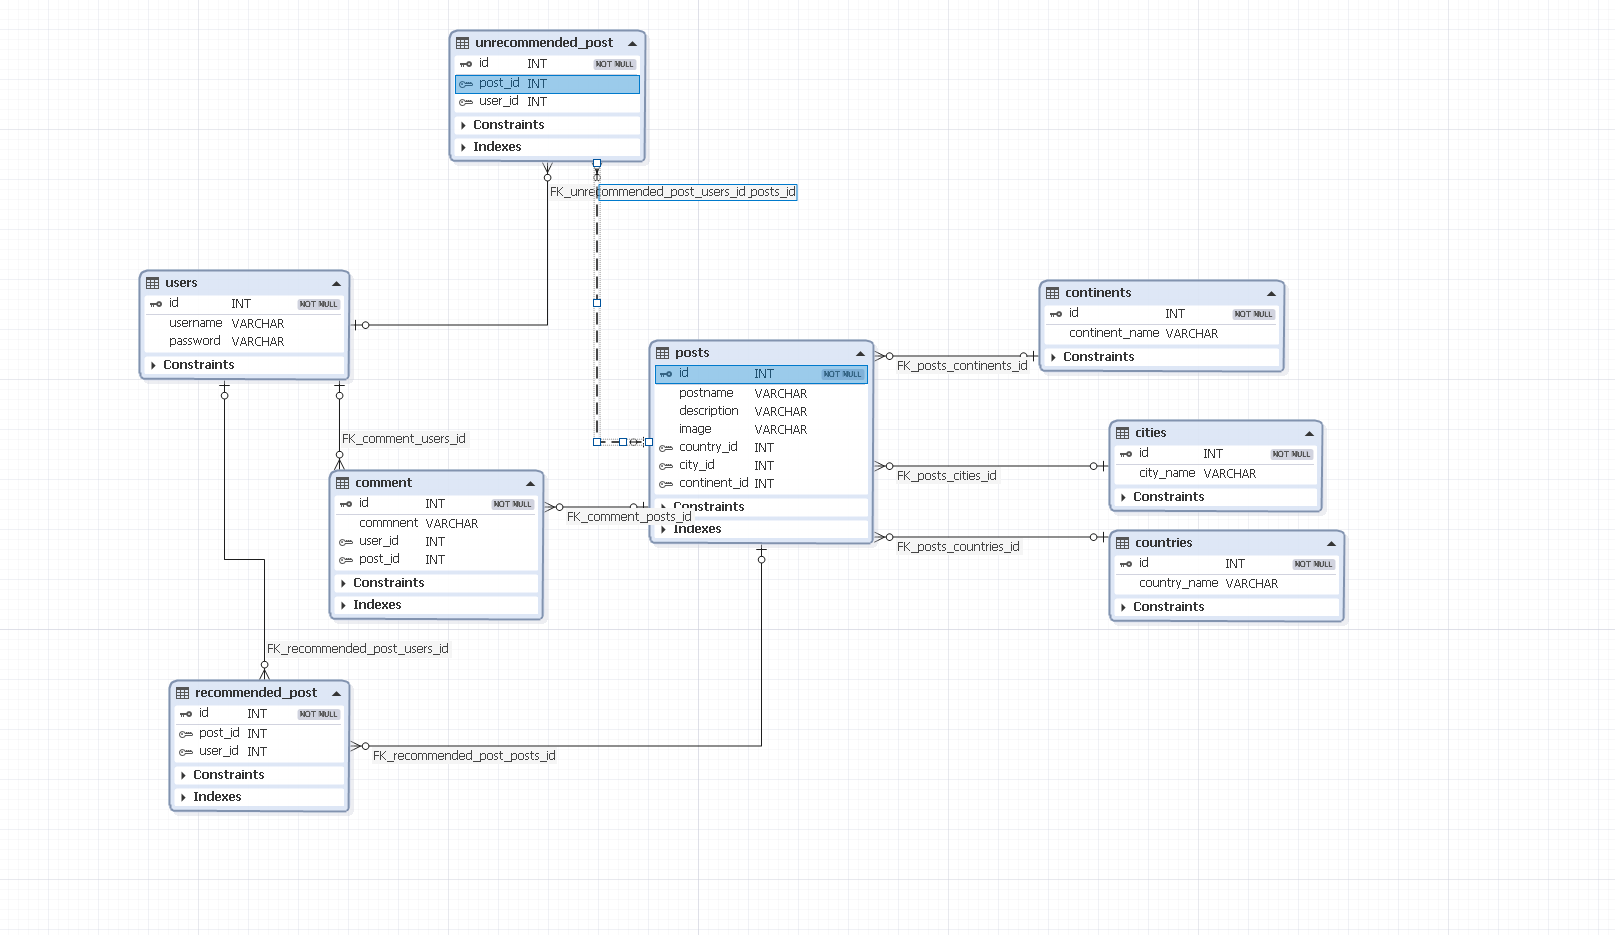 unrecommended_post
id INT NOT NULL
post_id INT
user_id INT
Constraints
Indexes
FK_unrecommended_post_users_id posts_id
users
id INT NOT NULL
username VARCHAR
password VARCHAR
Constraints
continents
id INT NOT NULL
continent_name VARCHAR
Constraints
posts
id INT NOT NULL
postname VARCHAR
description VARCHAR
image VARCHAR
country_id INT
city_id INT
continent_id INT
Constraints
Indexes
FK_posts_continents_id
cities
id INT NOT NULL
city_name VARCHAR
Constraints
FK_posts_cities_id
FK_comment_users_id
comment
id INT NOT NULL
commnent VARCHAR
user_id INT
post_id INT
Constraints
Indexes
FK_comment_posts_id
FK_posts_countries_id
countries
id INT NOT NULL
country_name VARCHAR
Constraints
FK_recommended_post_users_id
recommended_post
id INT NOT NULL
post_id INT
user_id INT
Constraints
Indexes
FK_recommended_post_posts_id